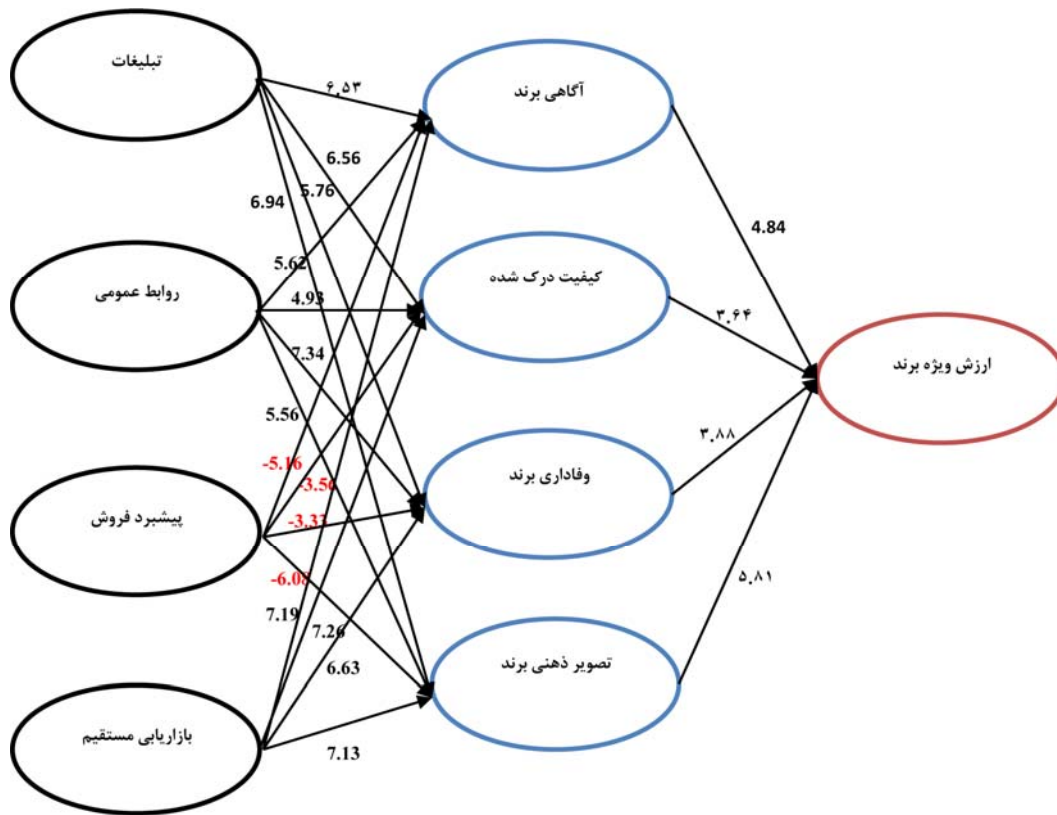 تبلیغات
آگاهی برند
۶.۵۳
6.56
5.76
6.94
4.84
روابط عمومی
کیفیت درک شده
5.62
4.93
۳.۶۴
7.34
ارزش ویژه برند
5.56
۳.۸۸
-5.16
وفاداری برند
پیشبرد فروش
-3.33
-6.08
۵.۸۱
7.19
7.26
6.63
تصویر ذهنی برند
بازاریابی مستقیم
7.13